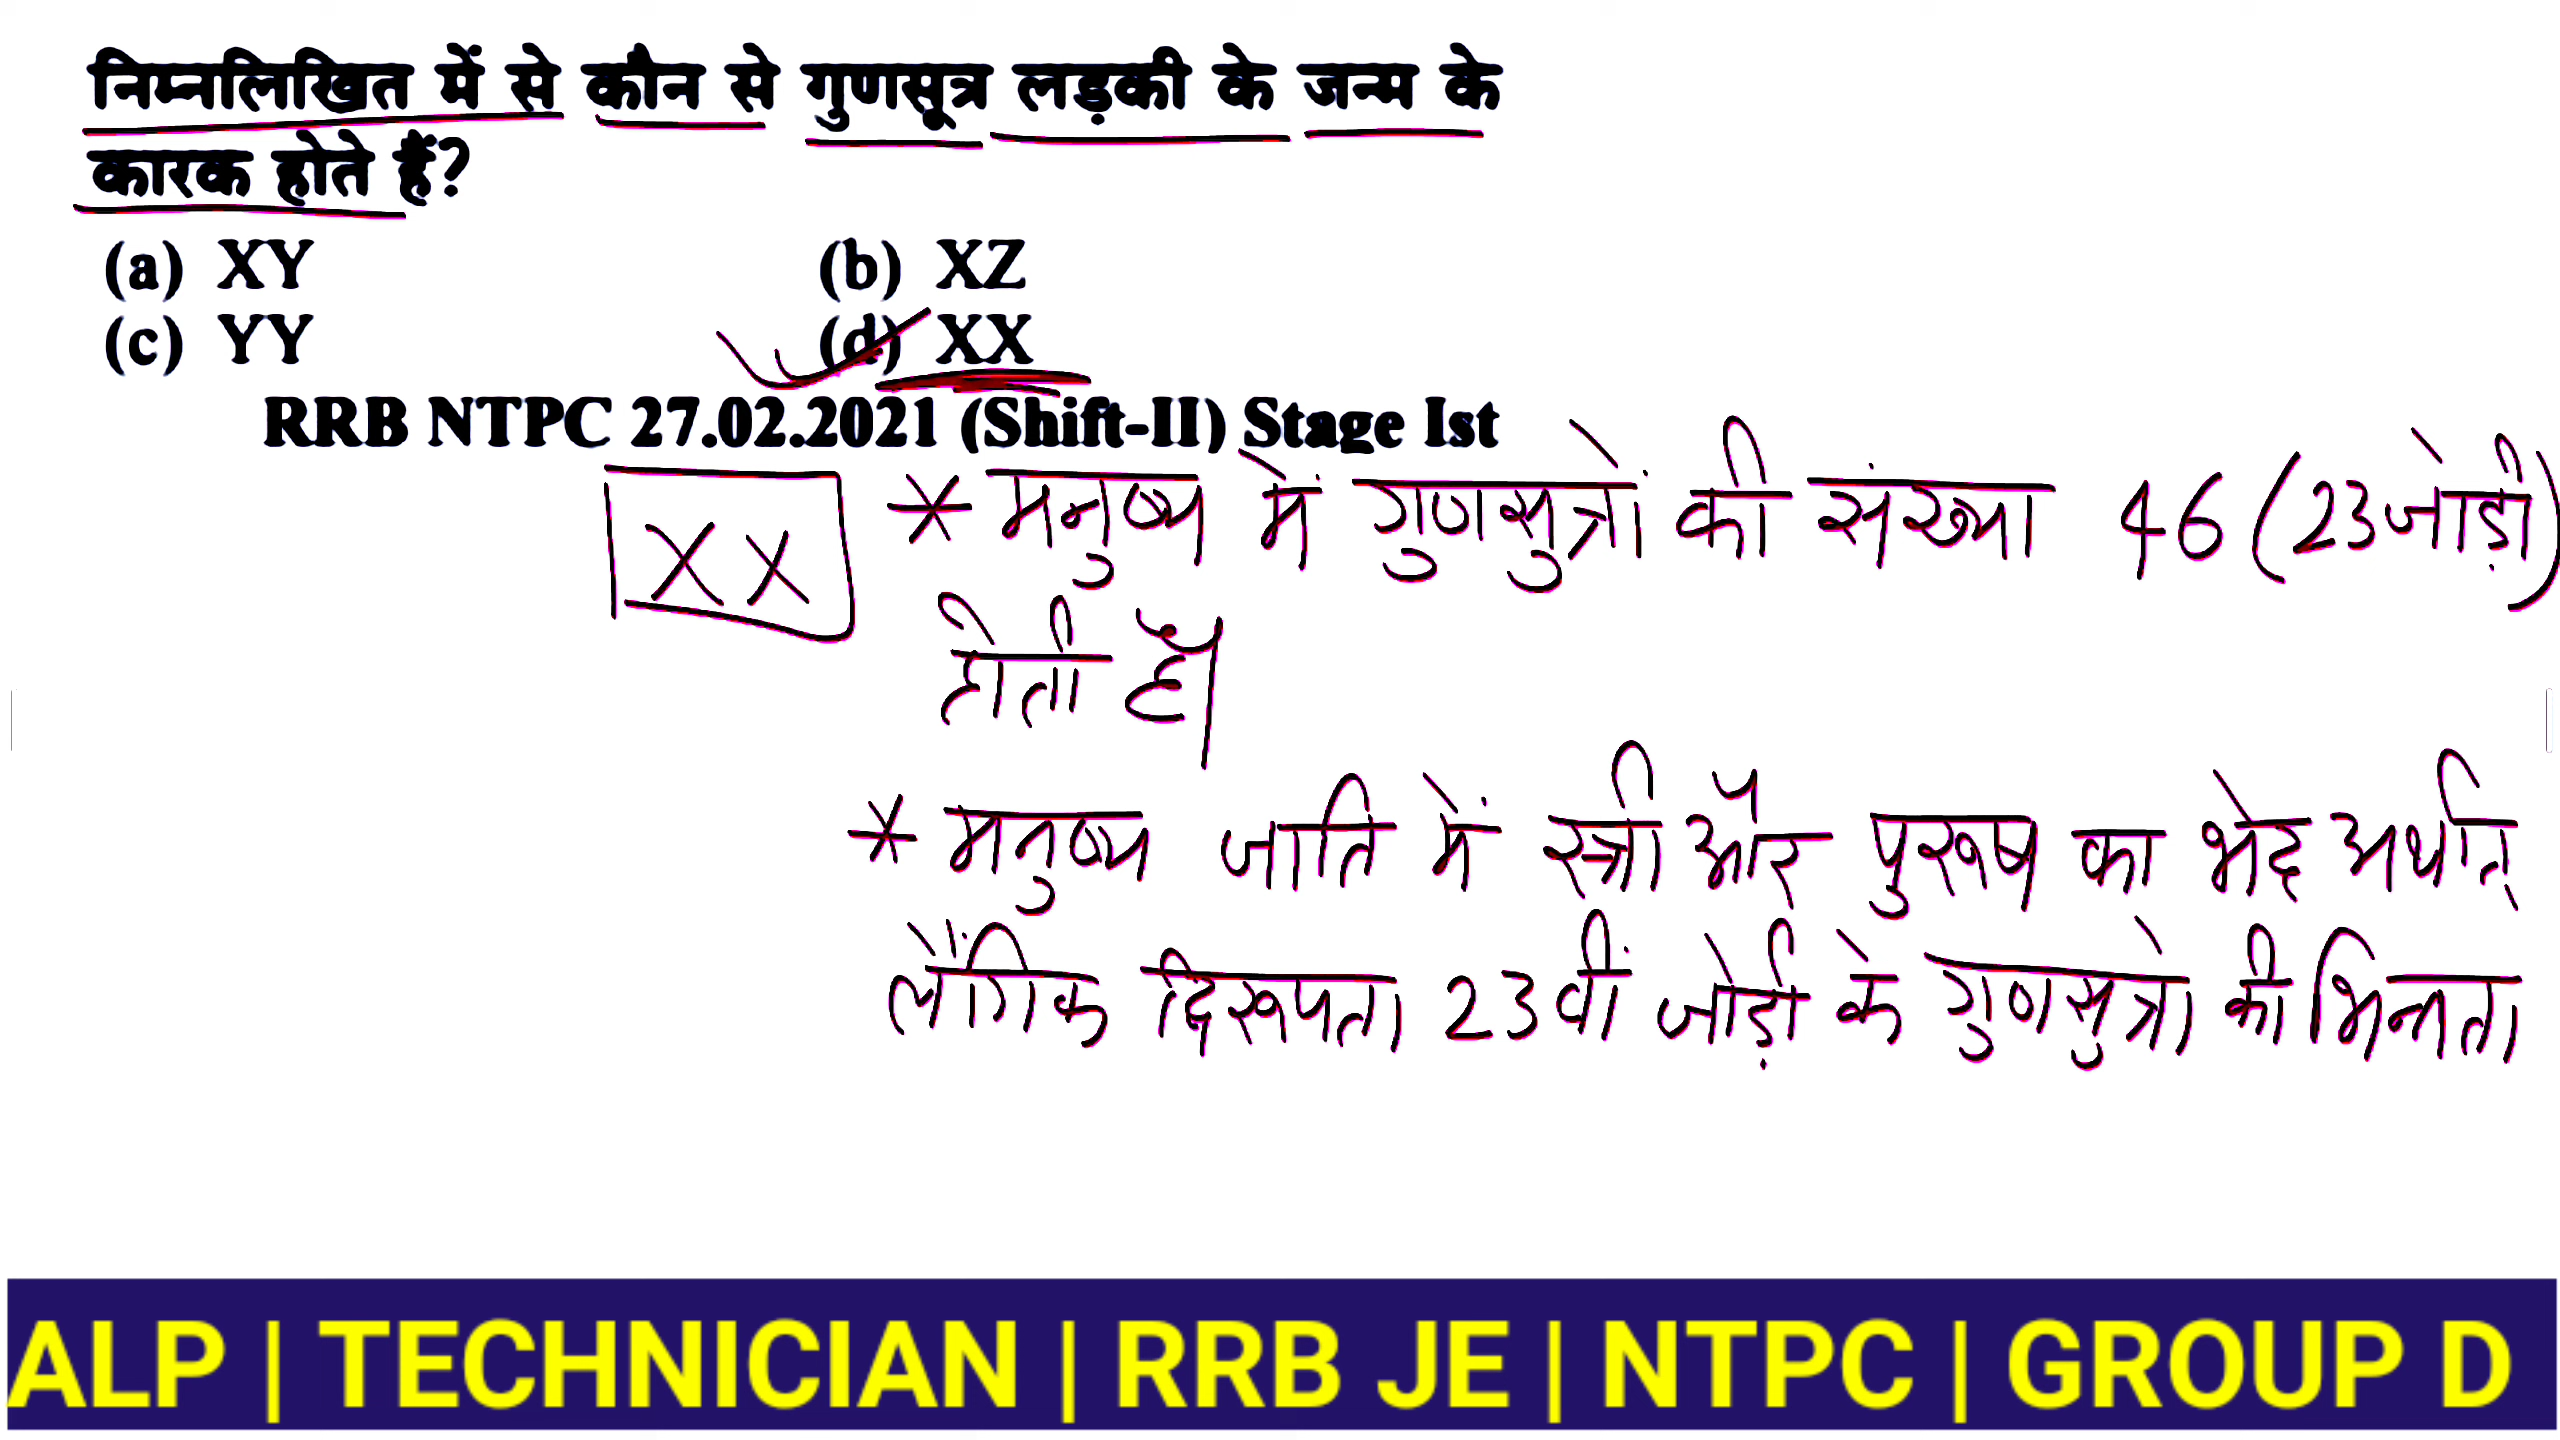 निम्नलिखित में से कौन से गुणसूत्र लड़की के जन्म के
कारक होते हैं?
(a) XY (b) XZ
(c) YY (d) XX
RRB NTPC 27.02.2021 (Shift-II) Stage Ist
XX * मनुष्य में गुणसुत्रों की संख्या 46 (23 जोड़ी)
होती है।
* मनुष्य जाति में स्त्री और पुरूष का भेद अर्थात्
लैंगिक द्विरूपता 23 वीं जोड़ी के गुणसुत्रो की भिन्नता
ALP | TECHNICIAN | RRB JE | NTPC | GROUP D